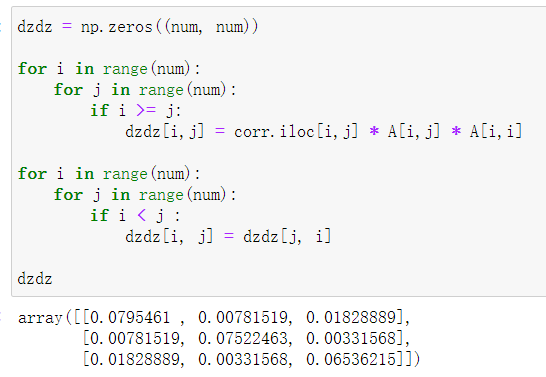 dzdz = np.zeros((num, num))
for i in range(num):
    for j in range(num):
        if i >= j:
            dzdz[i,j] = corr.iloc[i,j] * A[i,j] * A[i,i]
for i in range(num):
    for j in range(num):
        if i < j :
            dzdz[i, j] = dzdz[j, i]
dzdz
array([[0.0795461 , 0.00781519, 0.01828889],
       [0.00781519, 0.07522463, 0.00331568],
       [0.01828889, 0.00331568, 0.06536215]])